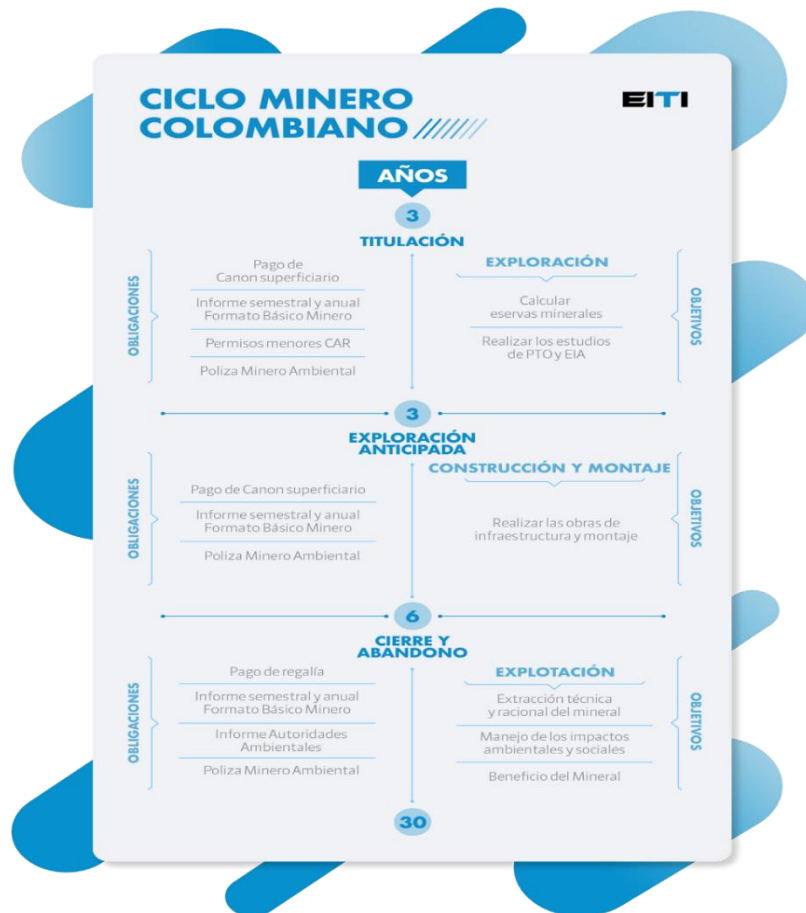 CICLO MINERO
COLOMBIANO
EITI
AÑOS
3
TITULACIÓN
OBLIGACIONES
Pago de
Canon superficiario
Informe semestral y anual
Formato Básico Minero
Permisos menores CAR
Poliza Minero Ambiental
EXPLORACIÓN
Calcular
eservas minerales
Realizar los estudios
de PTO y EIA
OBJETIVOS
3
EXPLORACIÓN
ANTICIPADA
OBLIGACIONES
Pago de Canon superficiario
Informe semestral y anual
Formato Básico Minero
Poliza Minero Ambiental
CONSTRUCCIÓN Y MONTAJE
Realizar las obras de
infraestructura y montaje
OBJETIVOS
6
CIERRE Y
ABANDONO
OBLIGACIONES
Pago de regalía
Informe semestral y anual
Formato Básico Minero
Informe Autoridades
Ambientales
Poliza Minero Ambiental
EXPLOTACIÓN
Extracción técnica
y racional del mineral
Manejo de los impactos
ambientales y sociales
Beneficio del Mineral
OBJETIVOS
30